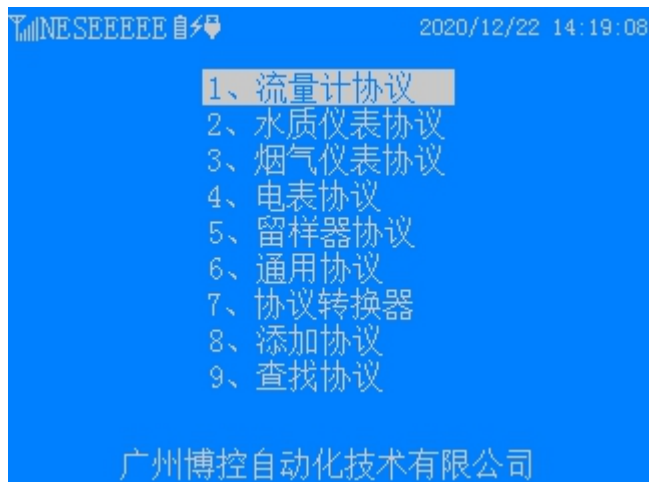 NESEEEEE 2020/12/22 14:19:08
1、流量计协议
2、水质仪表协议
3、烟气仪表协议
4、电表协议
5、留样器协议
6、通用协议
7、协议转换器
8、添加协议
9、查找协议
广州博控自动化技术有限公司